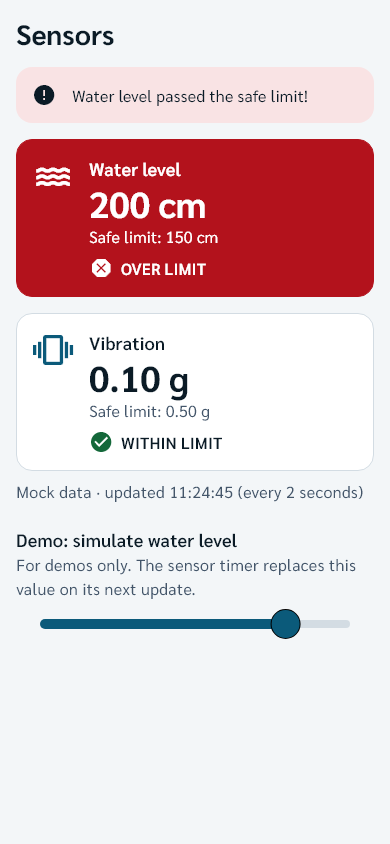 Sensors
Water level passed the safe limit!
Water level
200 cm
Safe limit: 150 cm
OVER LIMIT
Vibration
0.10 g
Safe limit: 0.50 g
WITHIN LIMIT
Mock data · updated 11:24:45 (every 2 seconds)
Demo: simulate water level
For demos only. The sensor timer replaces this
value on its next update.